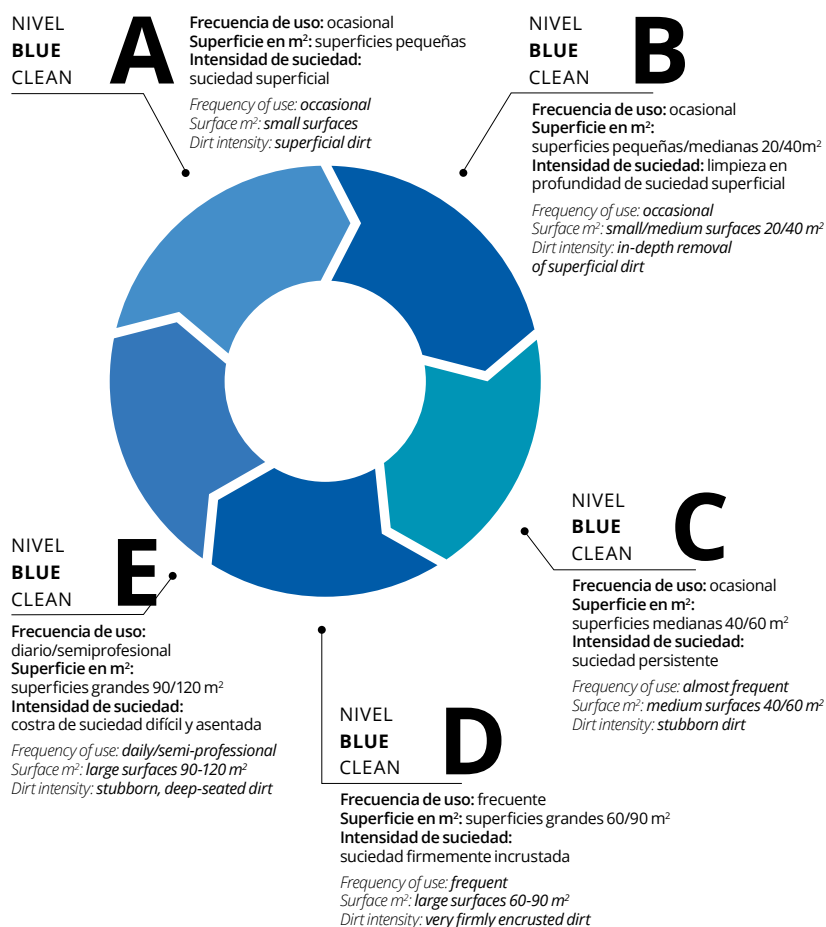 NIVEL
BLUE
CLEAN
A
Frecuencia de uso: ocasional
Superficie en m²: superficies pequeñas
Intensidad de suciedad:
suciedad superficial
Frequency of use: occasional
Surface m²: small surfaces
Dirt intensity: superficial dirt
NIVEL
BLUE
CLEAN
B
Frecuencia de uso: ocasional
Superficie en m²:
superficies pequeñas/medianas 20/40m²
Intensidad de suciedad: limpieza en
profundidad de suciedad superficial
Frequency of use: occasional
Surface m²: small/medium surfaces 20/40 m²
Dirt intensity: in-depth removal
of superficial dirt
NIVEL
BLUE
CLEAN
C
Frecuencia de uso: ocasional
Superficie en m²:
superficies medianas 40/60 m²
Intensidad de suciedad:
suciedad persistente
Frequency of use: almost frequent
Surface m²: medium surfaces 40/60 m²
Dirt intensity: stubborn dirt
NIVEL
BLUE
CLEAN
D
Frecuencia de uso: frecuente
Superficie en m²: superficies grandes 60/90 m²
Intensidad de suciedad:
suciedad firmemente incrustada
Frequency of use: frequent
Surface m²: large surfaces 60-90 m²
Dirt intensity: very firmly encrusted dirt
NIVEL
BLUE
CLEAN
E
Frecuencia de uso:
diario/semiprofesional
Superficie en m²:
superficies grandes 90/120 m²
Intensidad de suciedad:
costra de suciedad difícil y asentada
Frequency of use: daily/semi-professional
Surface m²: large surfaces 90-120 m²
Dirt intensity: stubborn, deep-seated dirt